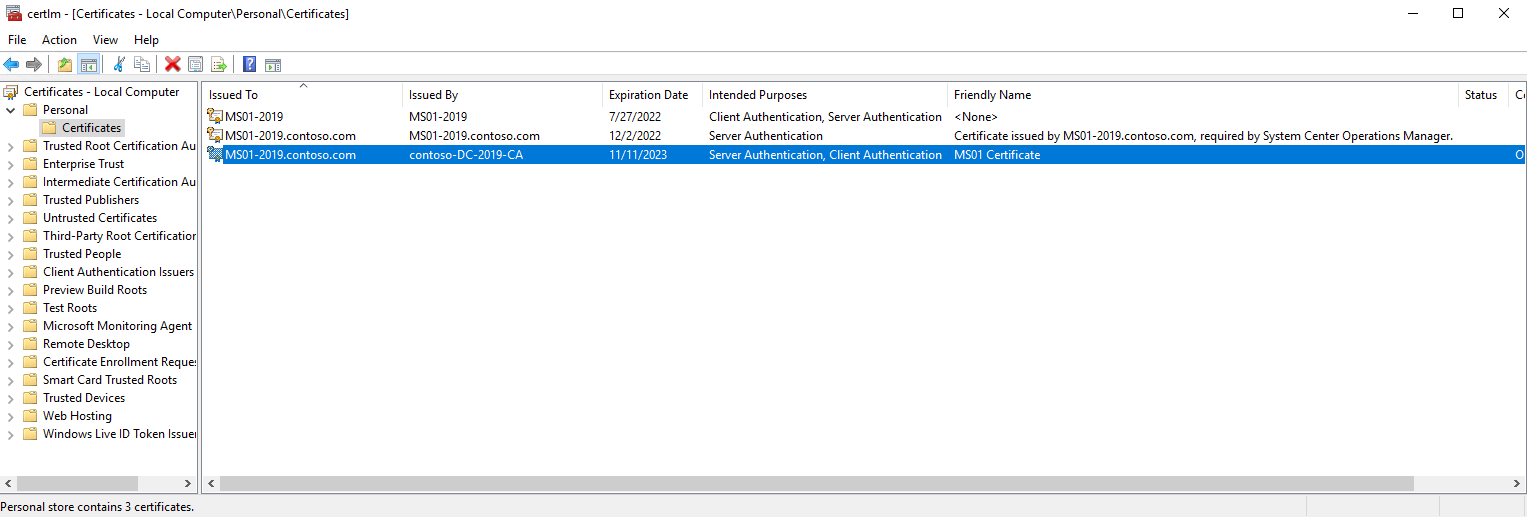 certlm - [Certificates - Local Computer\Personal\Certificates]
File Action View Help
Certificates - Local Computer
Personal
Certificates
Trusted Root Certification Au
Enterprise Trust
Intermediate Certification Au
Trusted Publishers
Untrusted Certificates
Third-Party Root Certification
Trusted People
Client Authentication Issuers
Preview Build Roots
Test Roots
Microsoft Monitoring Agent
Remote Desktop
Certificate Enrollment Reques
Smart Card Trusted Roots
Trusted Devices
Web Hosting
Windows Live ID Token Issuer
Issued To Issued By Expiration Date Intended Purposes Friendly Name Status
MS01-2019 MS01-2019 7/27/2022 Client Authentication, Server Authentication <None>
MS01-2019.contoso.com MS01-2019.contoso.com 12/2/2022 Server Authentication Certificate issued by MS01-2019.contoso.com, required by System Center Operations Manager.
MS01-2019.contoso.com contoso-DC-2019-CA 11/11/2023 Server Authentication, Client Authentication MS01 Certificate
Personal store contains 3 certificates.